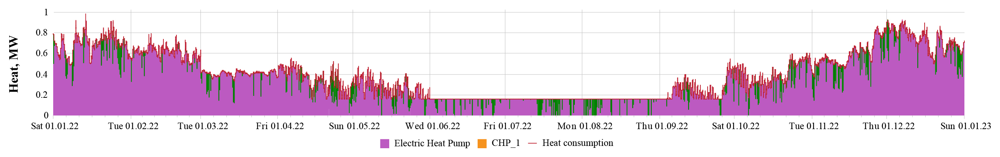 Heat, MW
1
0.8
0.6
0.4
0.2
0
Sat 01.01.22 Tue 01.02.22 Tue 01.03.22 Fri 01.04.22 Sun 01.05.22 Wed 01.06.22 Fri 01.07.22 Mon 01.08.22 Thu 01.09.22 Sat 01.10.22 Tue 01.11.22 Thu 01.12.22 Sun 01.01.23
Electric Heat Pump CHP_1 Heat consumption